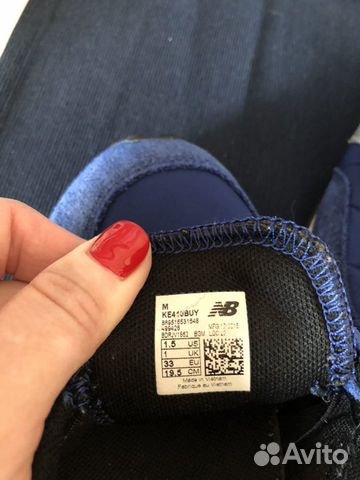 M
KE410BUY
NB
499426
1.5 US
1 UK
33 EU
19.5 CM
Made in Vietnam
Fabriqué au Vietnam
Avito